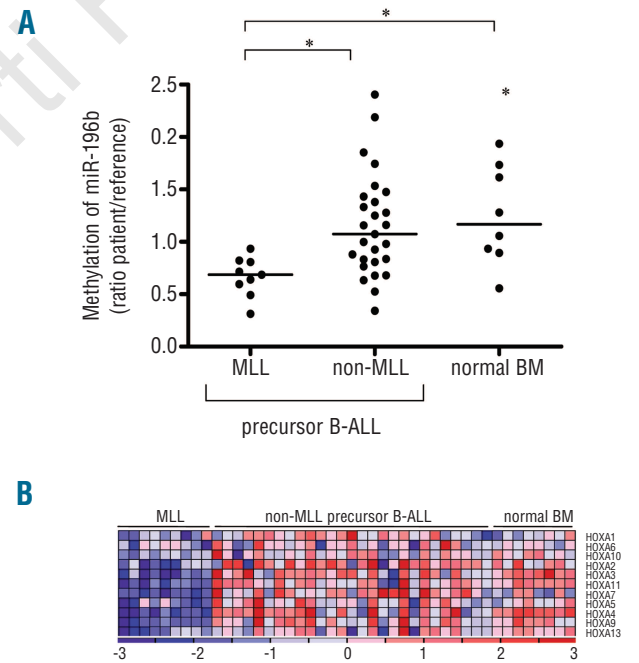 A
*
*
2.5
*
0.2
1.5
1.0
0.5
0.0
Methylation of miR-196b
(ratio patient/reference)
MLL
non-MLL
normal BM
precursor B-ALL
B
MLL
non-MLL precursor B-ALL
normal BM
HOXA1
HOXA6
HOXA10
HOXA2
HOXA3
HOXA11
HOXA7
HOXA5
HOXA4
HOXA9
HOXA13
-3
-2
-1
0
1
2
3